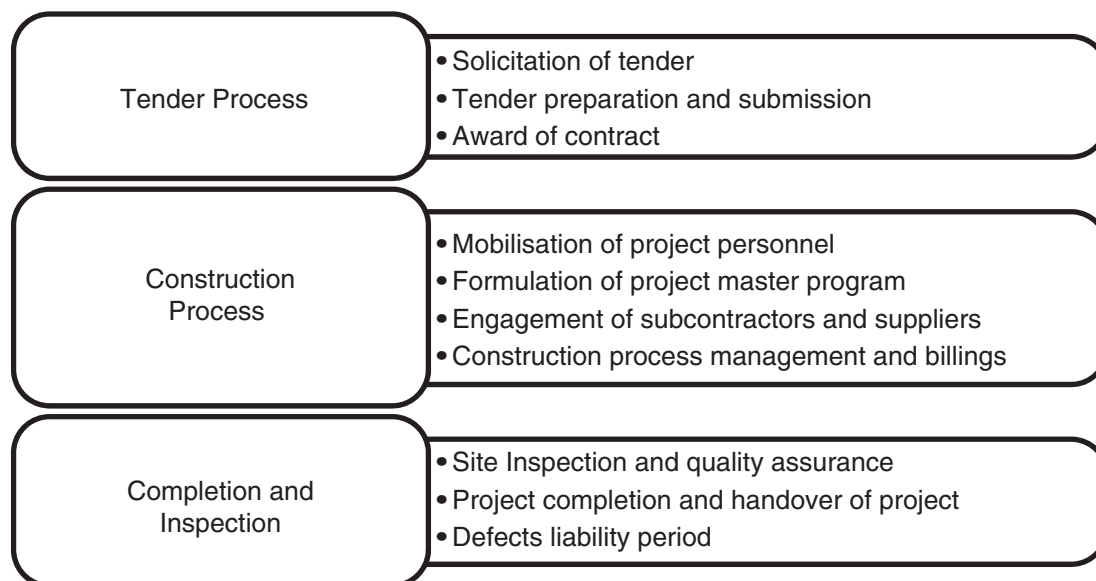 Tender Process
• Solicitation of tender
• Tender preparation and submission
• Award of contract
Construction
Process
• Mobilisation of project personnel
• Formulation of project master program
• Engagement of subcontractors and suppliers
• Construction process management and billings
Completion and
Inspection
• Site Inspection and quality assurance
• Project completion and handover of project
• Defects liability period